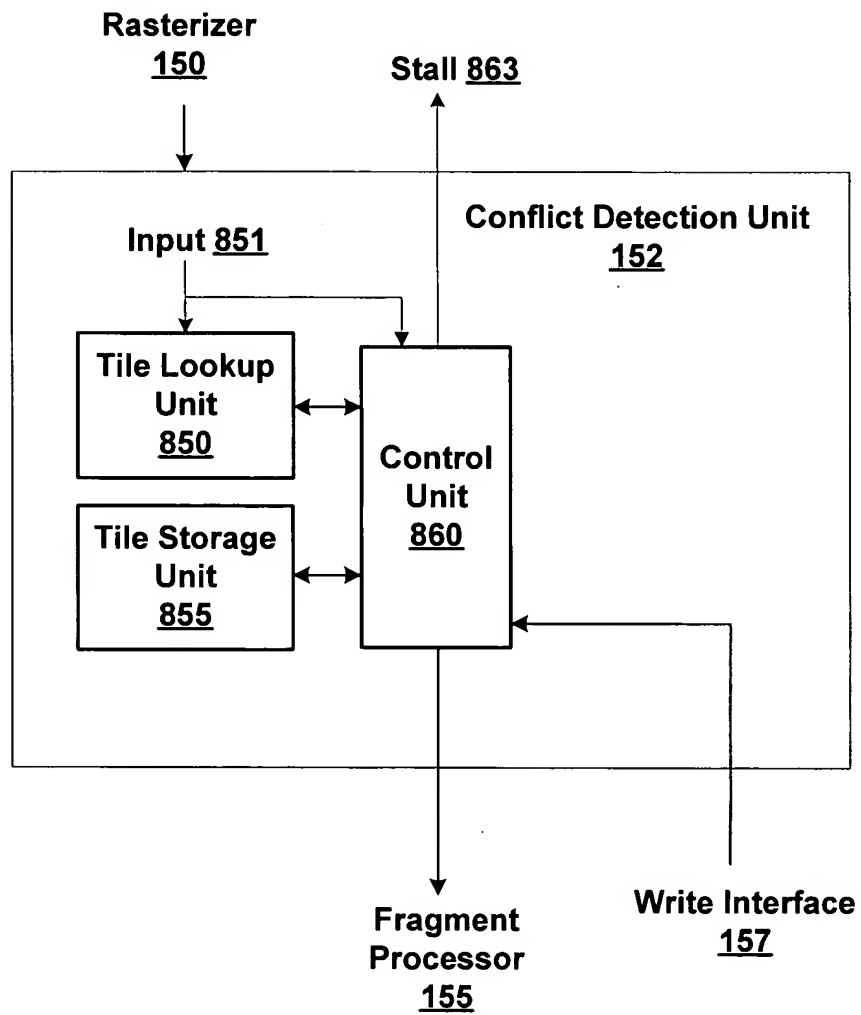 Rasterizer
150
Stall 863
Conflict Detection Unit
152
Input 851
Tile Lookup
Unit
850
Control
Unit
860
Tile Storage
Unit
855
Fragment
Processor
155
Write Interface
157